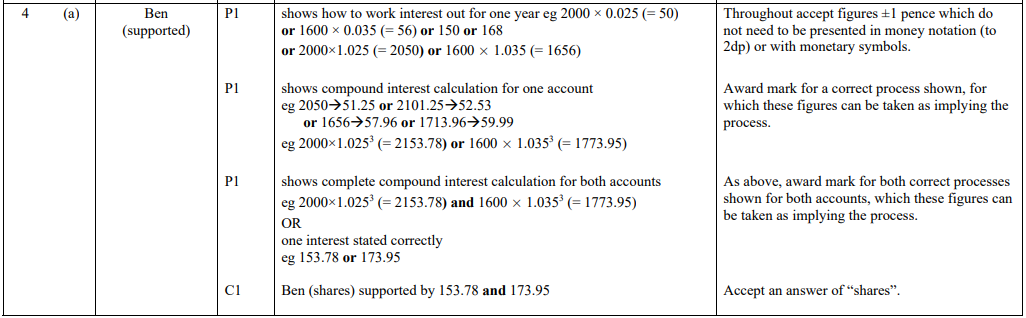 4 (a) Ben P1 shows how to work interest out for one year eg 2000 × 0.025 (= 50) Throughout accept figures ±1 pence which do
(supported) or 1600 × 0.035 (= 56) or 150 or 168 not need to be presented in money notation (to
or 2000×1.025 (= 2050) or 1600 × 1.035 (= 1656) 2dp) or with monetary symbols.
P1 shows compound interest calculation for one account Award mark for a correct process shown, for
eg 2050→51.25 or 2101.25→52.53 which these figures can be taken as implying the
or 1656→57.96 or 1713.96→59.99 process.
eg 2000×1.025³ (= 2153.78) or 1600 × 1.035³ (= 1773.95)
P1 shows complete compound interest calculation for both accounts As above, award mark for both correct processes
eg 2000×1.025³ (= 2153.78) and 1600 × 1.035³ (= 1773.95) shown for both accounts, which these figures can
OR be taken as implying the process.
one interest stated correctly
eg 153.78 or 173.95
C1 Ben (shares) supported by 153.78 and 173.95 Accept an answer of “shares”.